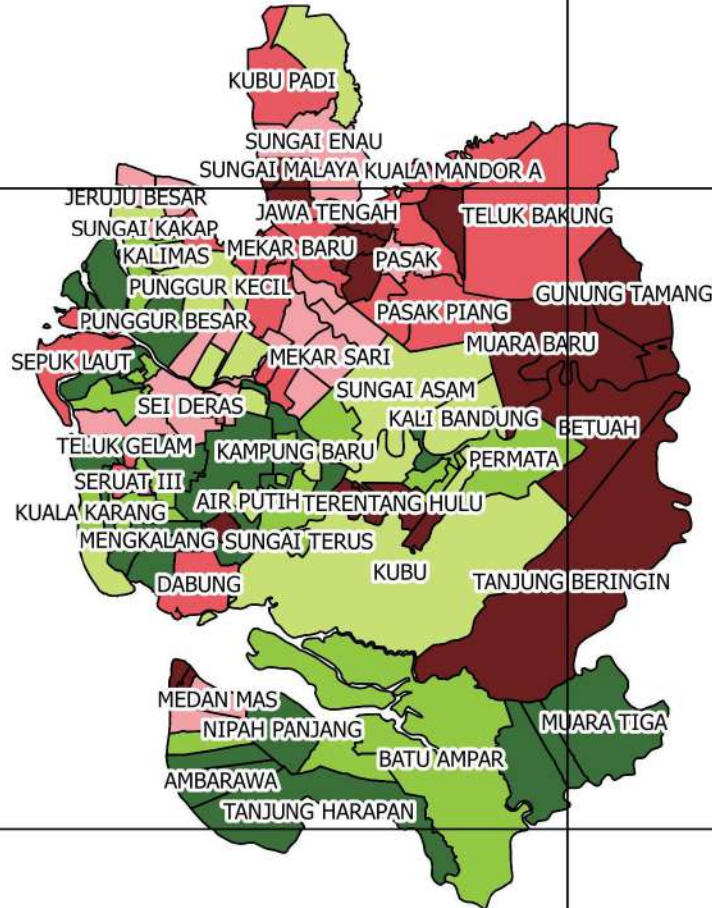 KUBU PADI
SUNGAI ENAU
SUNGAI MALAYA
KUALA MANDOR A
JERUJU BESAR
JAWA TENGAH
TELUK BAKUNG
SUNGAI KAKAP
MEKAR BARU
KALIMAS
PASAK
PUNGGUR KECIL
GUNUNG TAMANG
PUNGGUR BESAR
PASAK PIANG
MUARA BARU
SEPUK LAUT
MEKAR SARI
SUNGAI ASAM
SEI DERAS
KALI BANDUNG
BETUAH
TELUK GELAM
KAMPUNG BARU
PERMATA
SERUAT III
AIR PUTIH
TERENTANG HULU
KUALA KARANG
MENGKALANG
SUNGAI TERUS
KUBU
DABUNG
TANJUNG BERINGIN
MEDAN MAS
MUARA TIGA
NIPAH PANJANG
BATU AMPAR
AMBARAWA
TANJUNG HARAPAN